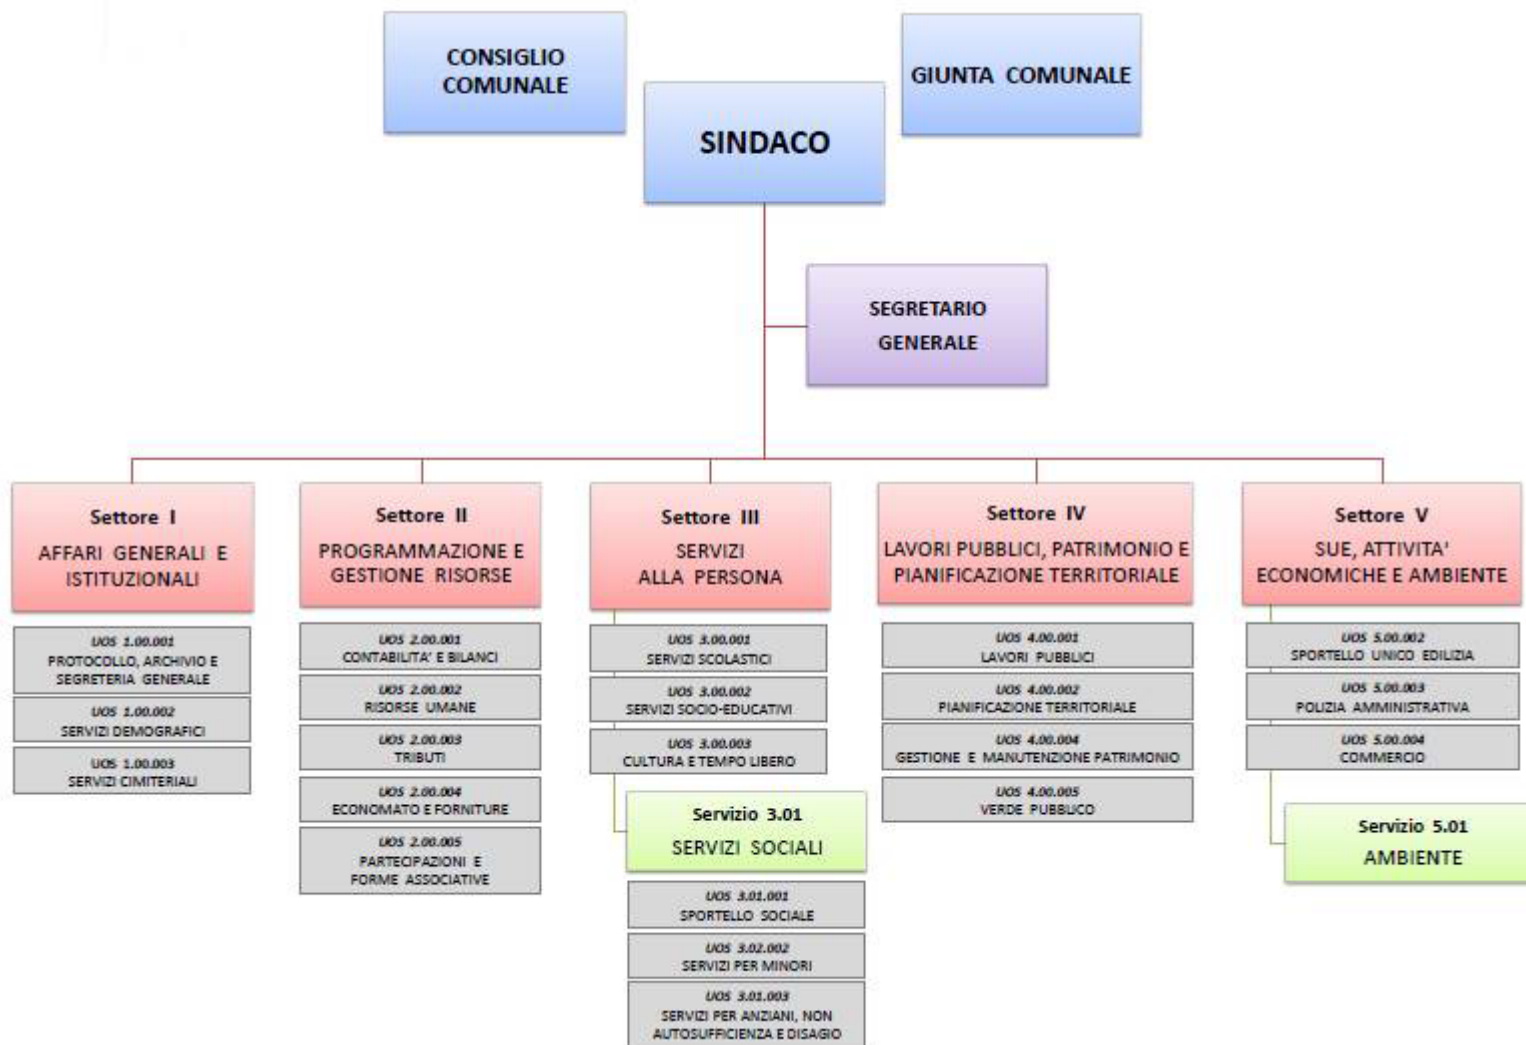 CONSIGLIO
COMUNALE
GIUNTA COMUNALE
SINDACO
SEGRETARIO
GENERALE
Settore I
AFFARI GENERALI E
ISTITUZIONALI
UOS 1.00.001
PROTOCOLLO, ARCHIVIO E
SEGRETERIA GENERALE
UOS 1.00.002
SERVIZI DEMOGRAFICI
UOS 1.00.003
SERVIZI CIMITERIALI
Settore II
PROGRAMMAZIONE E
GESTIONE RISORSE
UOS 2.00.001
CONTABILITA' E BILANCI
UOS 2.00.002
RISORSE UMANE
UOS 2.00.003
TRIBUTI
UOS 2.00.004
ECONOMATO E FORNITURE
UOS 2.00.005
PARTECIPAZIONI E
FORME ASSOCIATIVE
Settore III
SERVIZI
ALLA PERSONA
UOS 3.00.001
SERVIZI SCOLASTICI
UOS 3.00.002
SERVIZI SOCIO-EDUCATIVI
UOS 3.00.003
CULTURA E TEMPO LIBERO
Servizio 3.01
SERVIZI SOCIALI
UOS 3.01.001
SPORTELLO SOCIALE
UOS 3.02.002
SERVIZI PER MINORI
UOS 3.01.003
SERVIZI PER ANZIANI, NON
AUTOSUFFICIENZA E DISAGIO
Settore IV
LAVORI PUBBLICI, PATRIMONIO E
PIANIFICAZIONE TERRITORIALE
UOS 4.00.001
LAVORI PUBBLICI
UOS 4.00.002
PIANIFICAZIONE TERRITORIALE
UOS 4.00.004
GESTIONE E MANUTENZIONE PATRIMONIO
UOS 4.00.005
VERDE PUBBLICO
Settore V
SUE, ATTIVITA'
ECONOMICHE E AMBIENTE
UOS 5.00.002
SPORTELLO UNICO EDILIZIA
UOS 5.00.003
POLIZIA AMMINISTRATIVA
UOS 5.00.004
COMMERCIO
Servizio 5.01
AMBIENTE